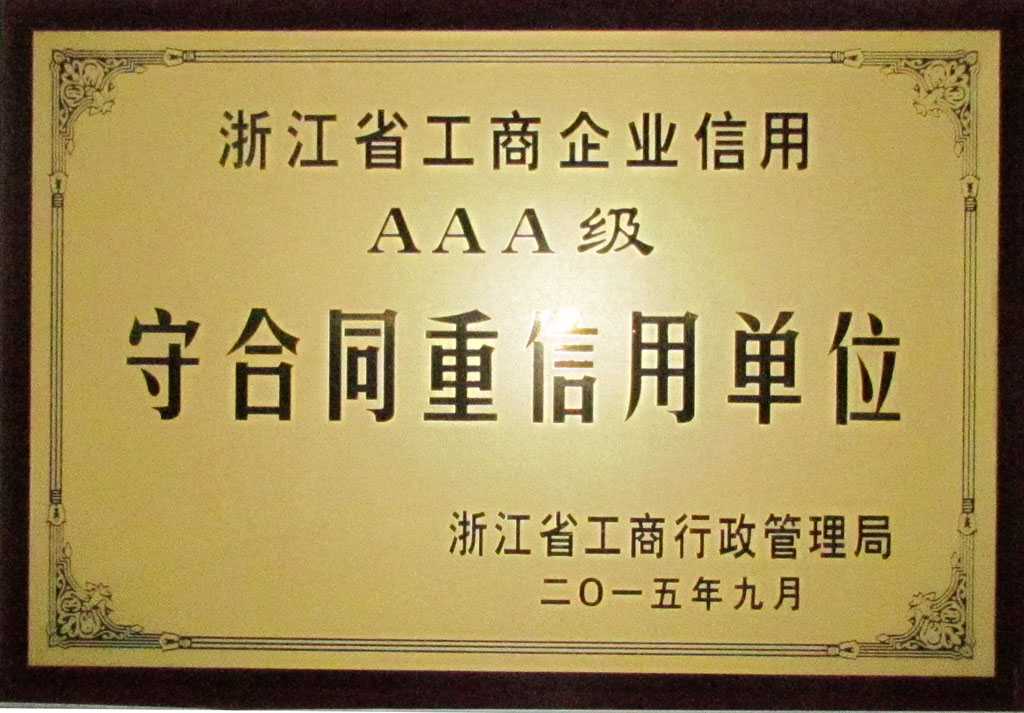 浙江省工商企业信用
AAA级
守合同重信用单位
浙江省工商行政管理局
二〇一五年九月